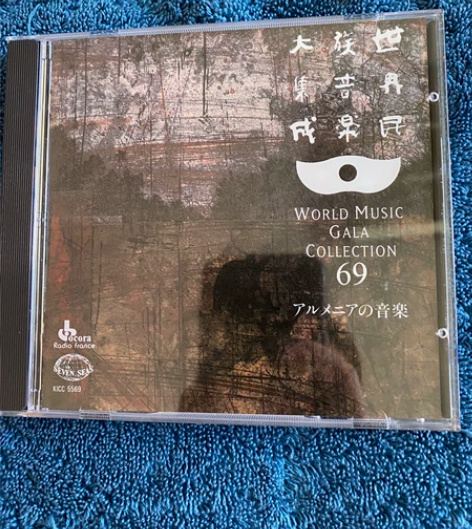 世界民
族音楽
大集成
WORLD MUSIC
GALA
COLLECTION
69
アルメニアの音楽
ocora
Radio France
SEVEN SEAS
KICC 5569